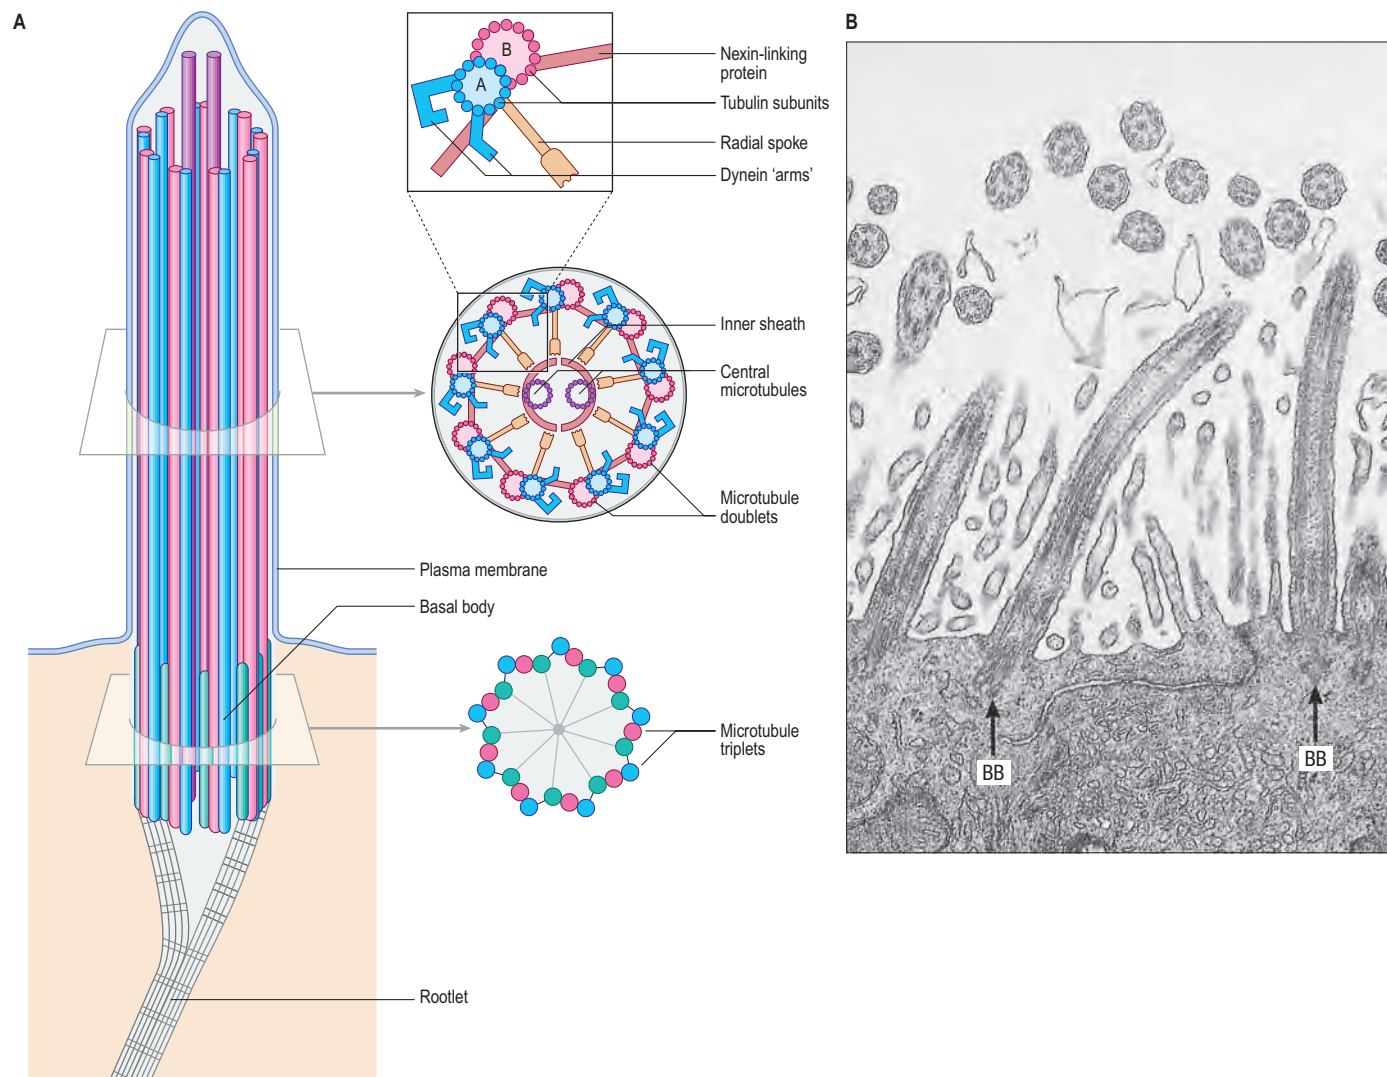 A
B
B
A
Nexin-linking
protein
Tubulin subunits
Radial spoke
Dynein ‘arms’
Inner sheath
Central
microtubules
Microtubule
doublets
Plasma membrane
Basal body
Microtubule
triplets
Rootlet
BB
BB